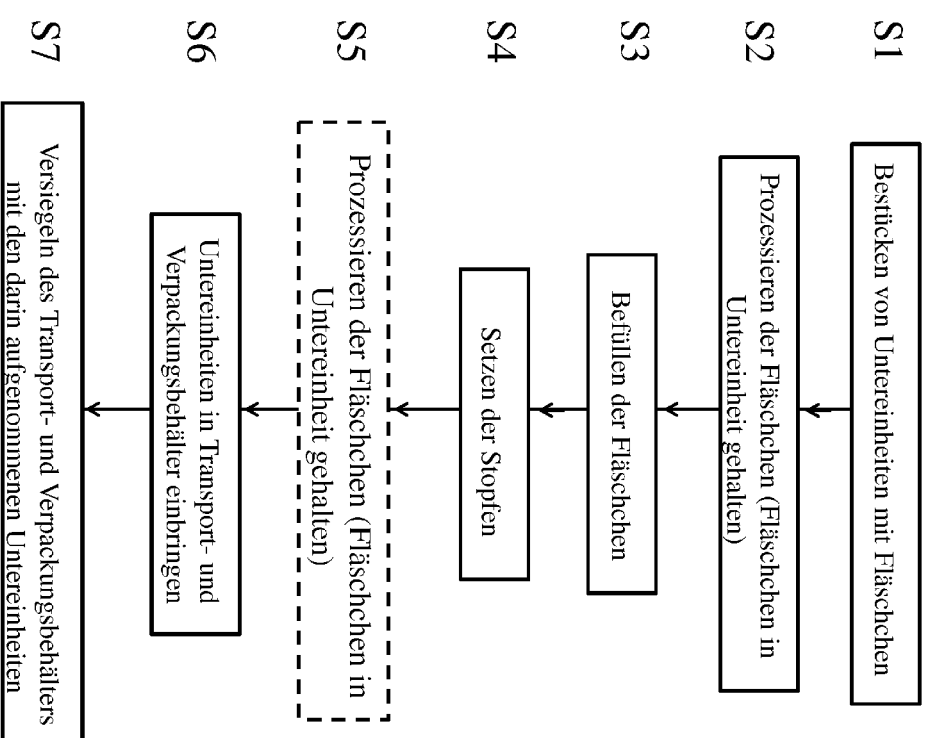 S1
Bestücken von Untereinheiten mit Fläschchen
S2
Prozessieren der Fläschchen (Fläschchen in
Untereinheit gehalten)
S3
Befüllen der Fläschchen
S4
Setzen der Stopfen
S5
Prozessieren der Fläschchen (Fläschchen in
Untereinheit gehalten)
S6
Untereinheiten in Transport- und
Verpackungsbehälter einbringen
S7
Versiegeln des Transport- und Verpackungsbehälters
mit den darin aufgenommenen Untereinheiten